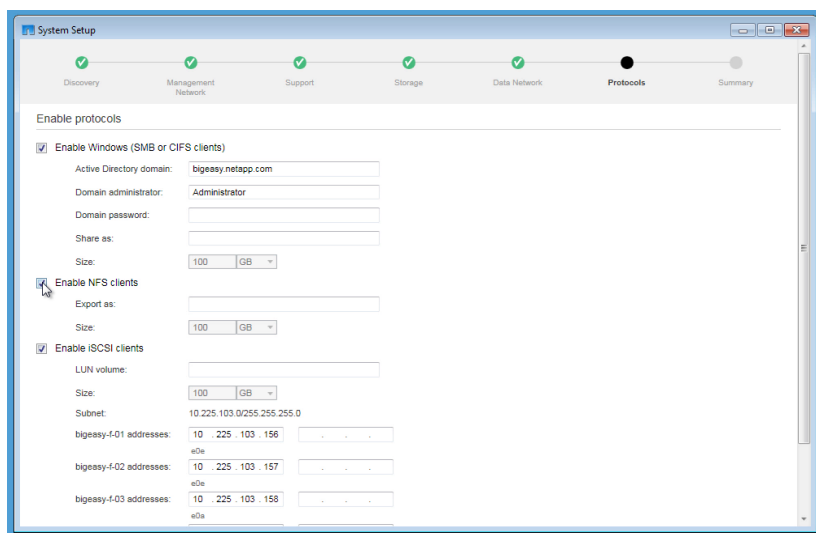 System Setup
Discovery
Management
Network
Support
Storage
Data Network
Protocols
Summary
Enable protocols
Enable Windows (SMB or CIFS clients)
Active Directory domain: bigeasy.netapp.com
Domain administrator: Administrator
Domain password:
Share as:
Size: 100 GB
Enable NFS clients
Export as:
Size: 100 GB
Enable iSCSI clients
LUN volume:
Size: 100 GB
Subnet: 10.225.103.0/255.255.255.0
bigeasy-f-01 addresses: 10 . 225 . 103 . 156 . . .
e0e
bigeasy-f-02 addresses: 10 . 225 . 103 . 157 . . .
e0e
bigeasy-f-03 addresses: 10 . 225 . 103 . 158 . . .
e0a